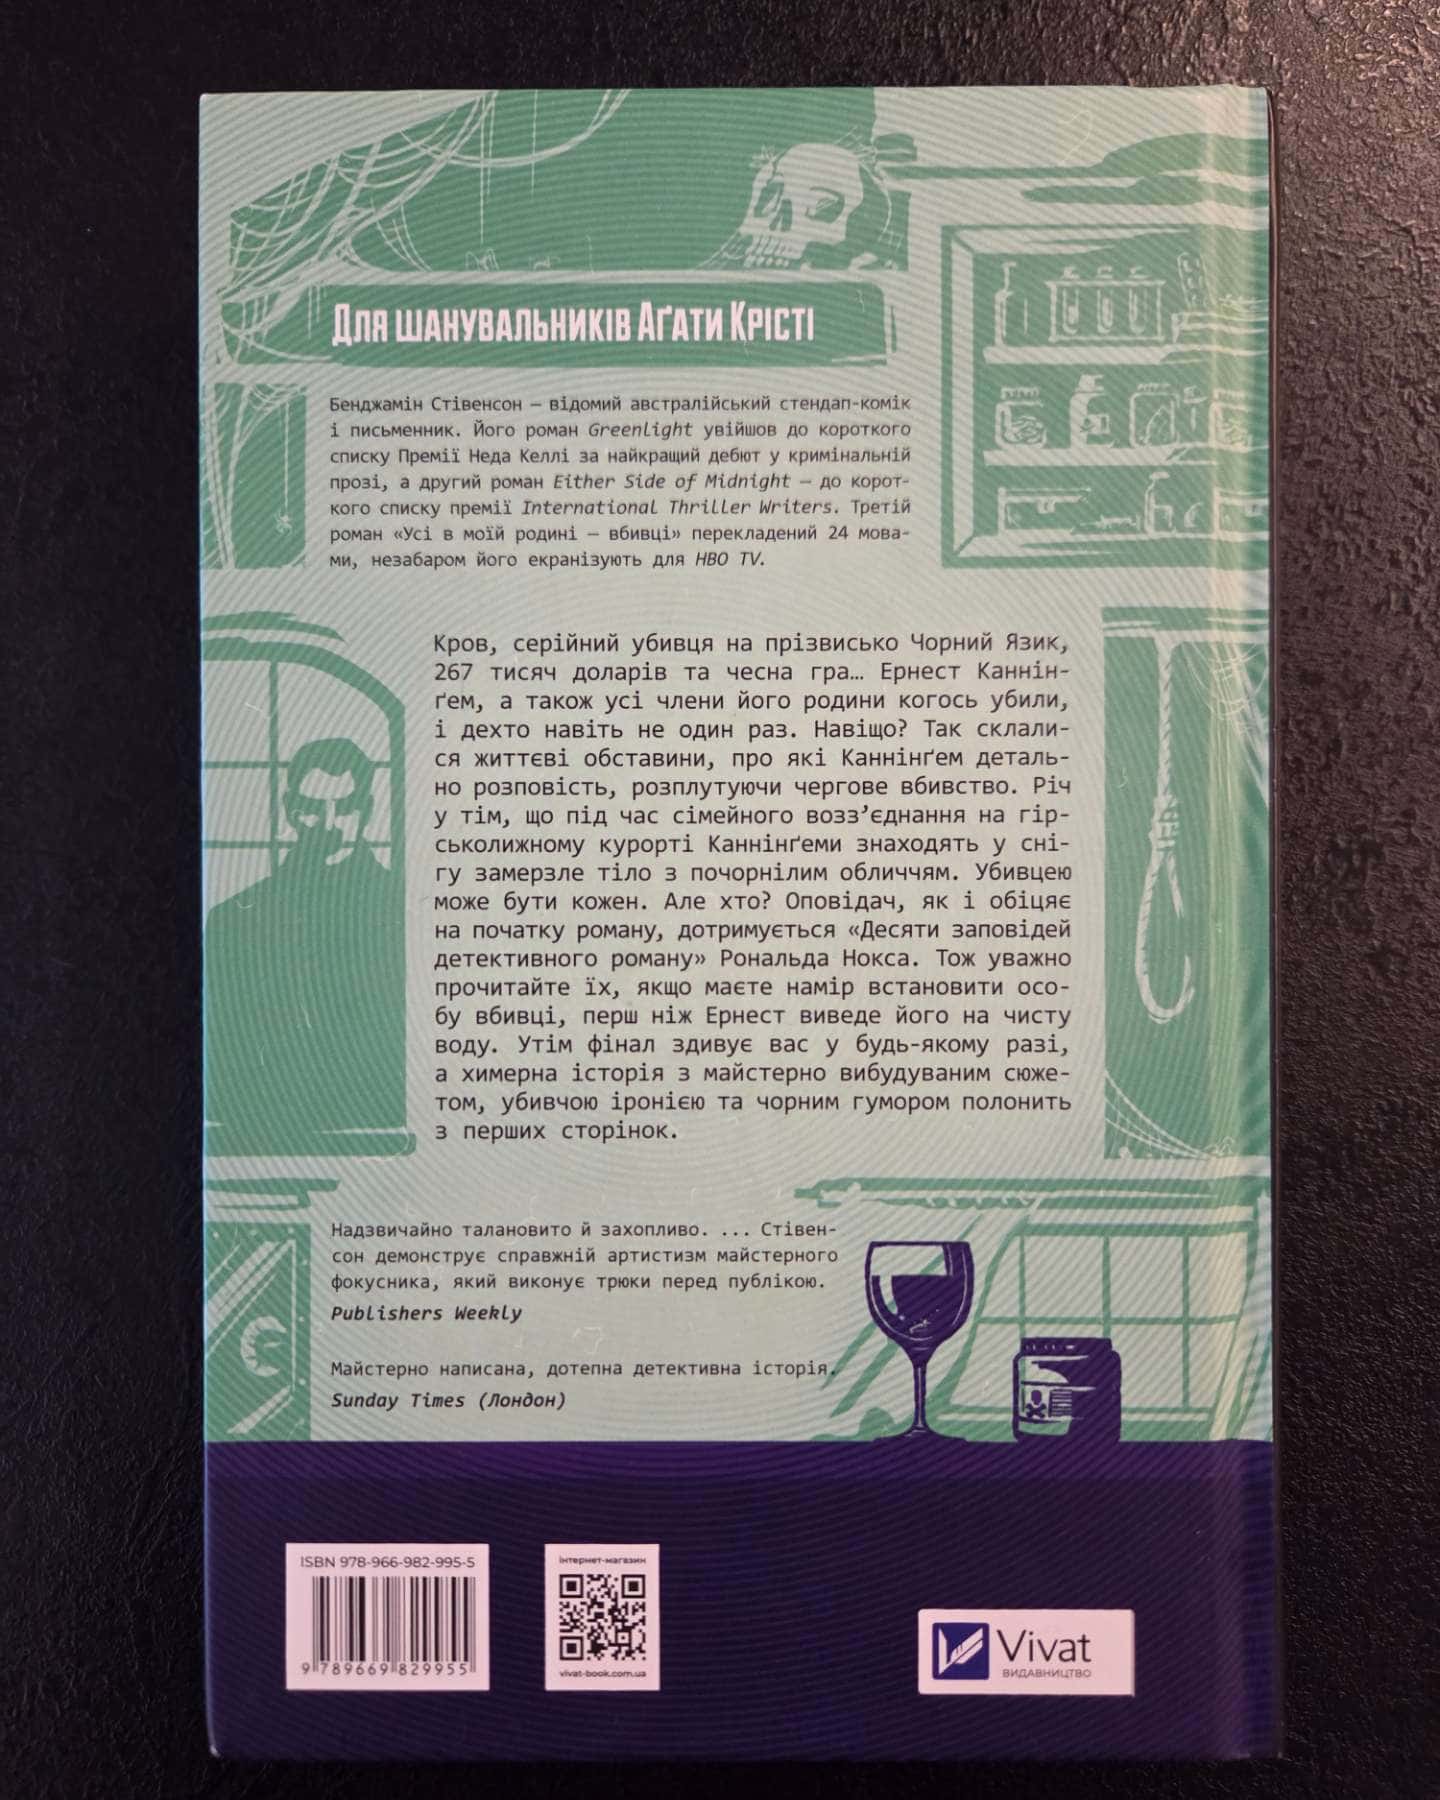 Для шанувальників Аґати Крісті
Бенджамін Стівенсон — відомий австралійський стендап-комік
і письменник. Його роман Greenlight увійшов до короткого
списку Премії Неда Келлі за найкращий дебют у кримінальній
прозі, а другий роман Either Side of Midnight — до корот-
кого списку премії International Thriller Writers. Третій
роман «Усі в моїй родині — вбивці» перекладений 24 мова-
ми, незабаром його екранізують для HBO TV.
Кров, серійний убивця на прізвисько Чорний Язик,
267 тисяч доларів та чесна гра… Ернест Каннін-
ґем, а також усі члени його родини когось убили,
і дехто навіть не один раз. Навіщо? Так склали-
ся життєві обставини, про які Каннінґем деталь-
но розповість, розплутуючи чергове вбивство. Річ
у тім, що під час сімейного возз’єднання на гір-
ськолижному курорті Каннінґеми знаходять у сні-
гу замерзле тіло з почорнілим обличчям. Убивцею
може бути кожен. Але хто? Оповідач, як і обіцяє
на початку роману, дотримується «Десяти заповідей
детективного роману» Рональда Нокса. Тож уважно
прочитайте їх, якщо маєте намір встановити осо-
бу вбивці, перш ніж Ернест виведе його на чисту
воду. Утім фінал здивує вас у будь-якому разі,
а химерна історія з майстерно вибудуваним сюже-
том, убивчою іронією та чорним гумором полонить
з перших сторінок.
Надзвичайно талановито й захопливо. ... Стівен-
сон демонструє справжній артистизм майстерного
фокусника, який виконує трюки перед публікою.
Publishers Weekly
Майстерно написана, дотепна детективна історія.
Sunday Times (Лондон)
ISBN 978-966-982-995-5
9 789669 829955
інтернет-магазин
vivat-book.com.ua
Vivat
ВИДАВНИЦТВО